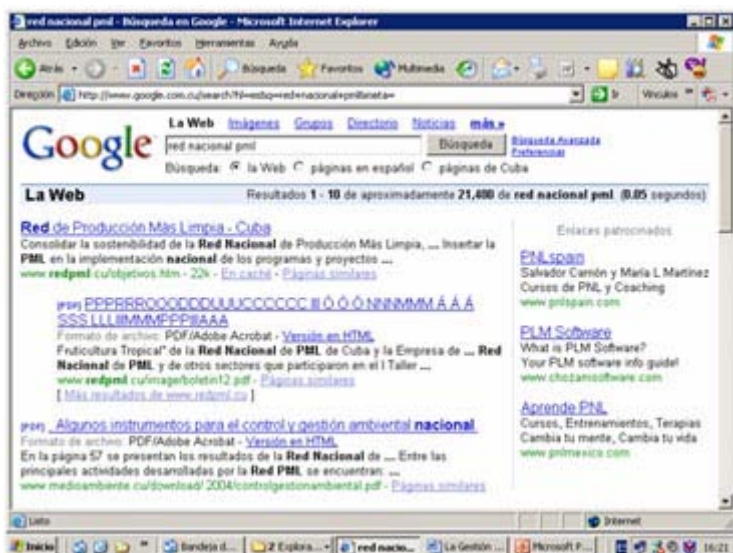 red nacional pml - Búsqueda en Google - Microsoft Internet Explorer
Archivo Edición Ver Favoritos Herramientas Ayuda
Atrás Búsqueda Favoritos Multimedia
Dirección http://www.google.com.cu/search?hl=es&q=red+nacional+pml&meta= Ir Vínculos
Google
La Web Imágenes Grupos Directorio Noticias más »
red nacional pml Búsqueda Búsqueda Avanzada
Preferencias
Búsqueda: la Web páginas en español páginas de Cuba
La Web Resultados 1 - 10 de aproximadamente 21,400 de red nacional pml. (0.05 segundos)
Red de Producción Más Limpia - Cuba
Consolidar la sostenibilidad de la Red Nacional de Producción Más Limpia, ... Insertar la
PML en la implementación nacional de los programas y proyectos ...
www.redpml.cu/objetivos.htm - 22k - En caché - Páginas similares
[PDF] PPPRRROOODDDUUUCCCCCC III Ó Ó Ó NNNMMM Á Á Á
SSS LLLIIIMMMPPPIIIAAA
Formato de archivo: PDF/Adobe Acrobat - Versión en HTML
Fruticultura Tropical" de la Red Nacional de PML de Cuba y la Empresa de ... Red
Nacional de PML y de otros sectores que participaron en el I Taller ...
www.redpml.cu/image/boletin12.pdf - Páginas similares
[ Más resultados de www.redpml.cu ]
[PDF] Algunos instrumentos para el control y gestión ambiental nacional.
Formato de archivo: PDF/Adobe Acrobat - Versión en HTML
En la página 57 se presentan los resultados de la Red Nacional de ... Entre las
principales actividades desarrolladas por la Red PML se encuentran: ...
www.medioambiente.cu/download/2004/controlgestionambiental.pdf - Páginas similares
Enlaces patrocinados
PNLspain
Salvador Carrión y María L Martínez
Cursos de PNL y Coaching
www.pnlspain.com
PLM Software
What is PLM Software?
Your PLM software info guide!
www.chozamsoftware.com
Aprende PNL
Cursos, Entrenamientos, Terapias
Cambia tu mente, Cambia tu vida
www.pnlmexico.com
Listo Internet
Inicio Bandeja d... 2 Explora... red nacio... La Gestión ... Microsoft P... 16:21